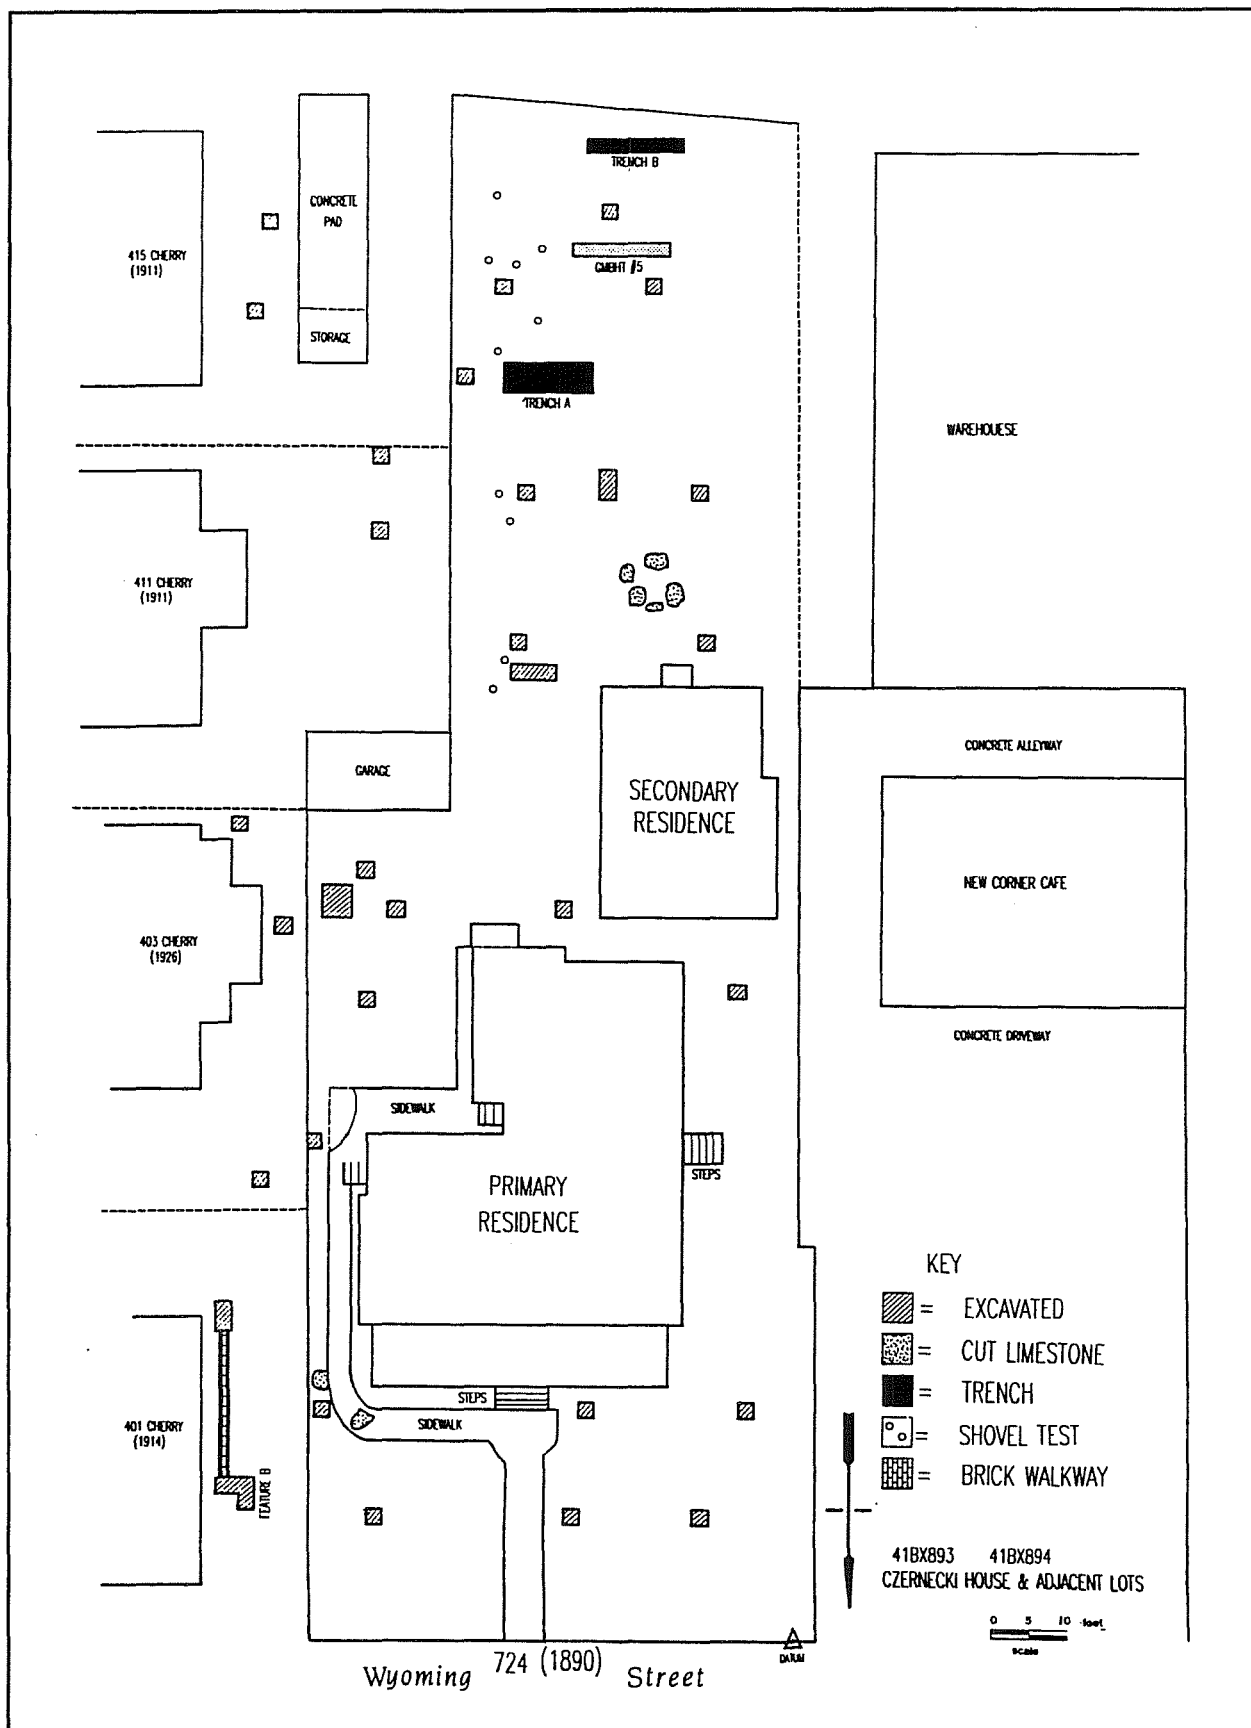 TRENCH B
CONCRETE
PAD
415 CHERRY
(1911)
GMBHT #5
STORAGE
TRENCH A
WAREHOUESE
411 CHERRY
(1911)
CONCRETE ALLEYWAY
GARAGE
SECONDARY
RESIDENCE
NEW CORNER CAFE
403 CHERRY
(1926)
CONCRETE DRIVEWAY
SIDEWALK
STEPS
PRIMARY
RESIDENCE
KEY
= EXCAVATED
= CUT LIMESTONE
= TRENCH
= SHOVEL TEST
= BRICK WALKWAY
STEPS
SIDEWALK
401 CHERRY
(1914)
FEATURE B
41BX893 41BX894
CZERNECKI HOUSE & ADJACENT LOTS
0 5 10 feet
scale
DATUM
Wyoming 724 (1890) Street